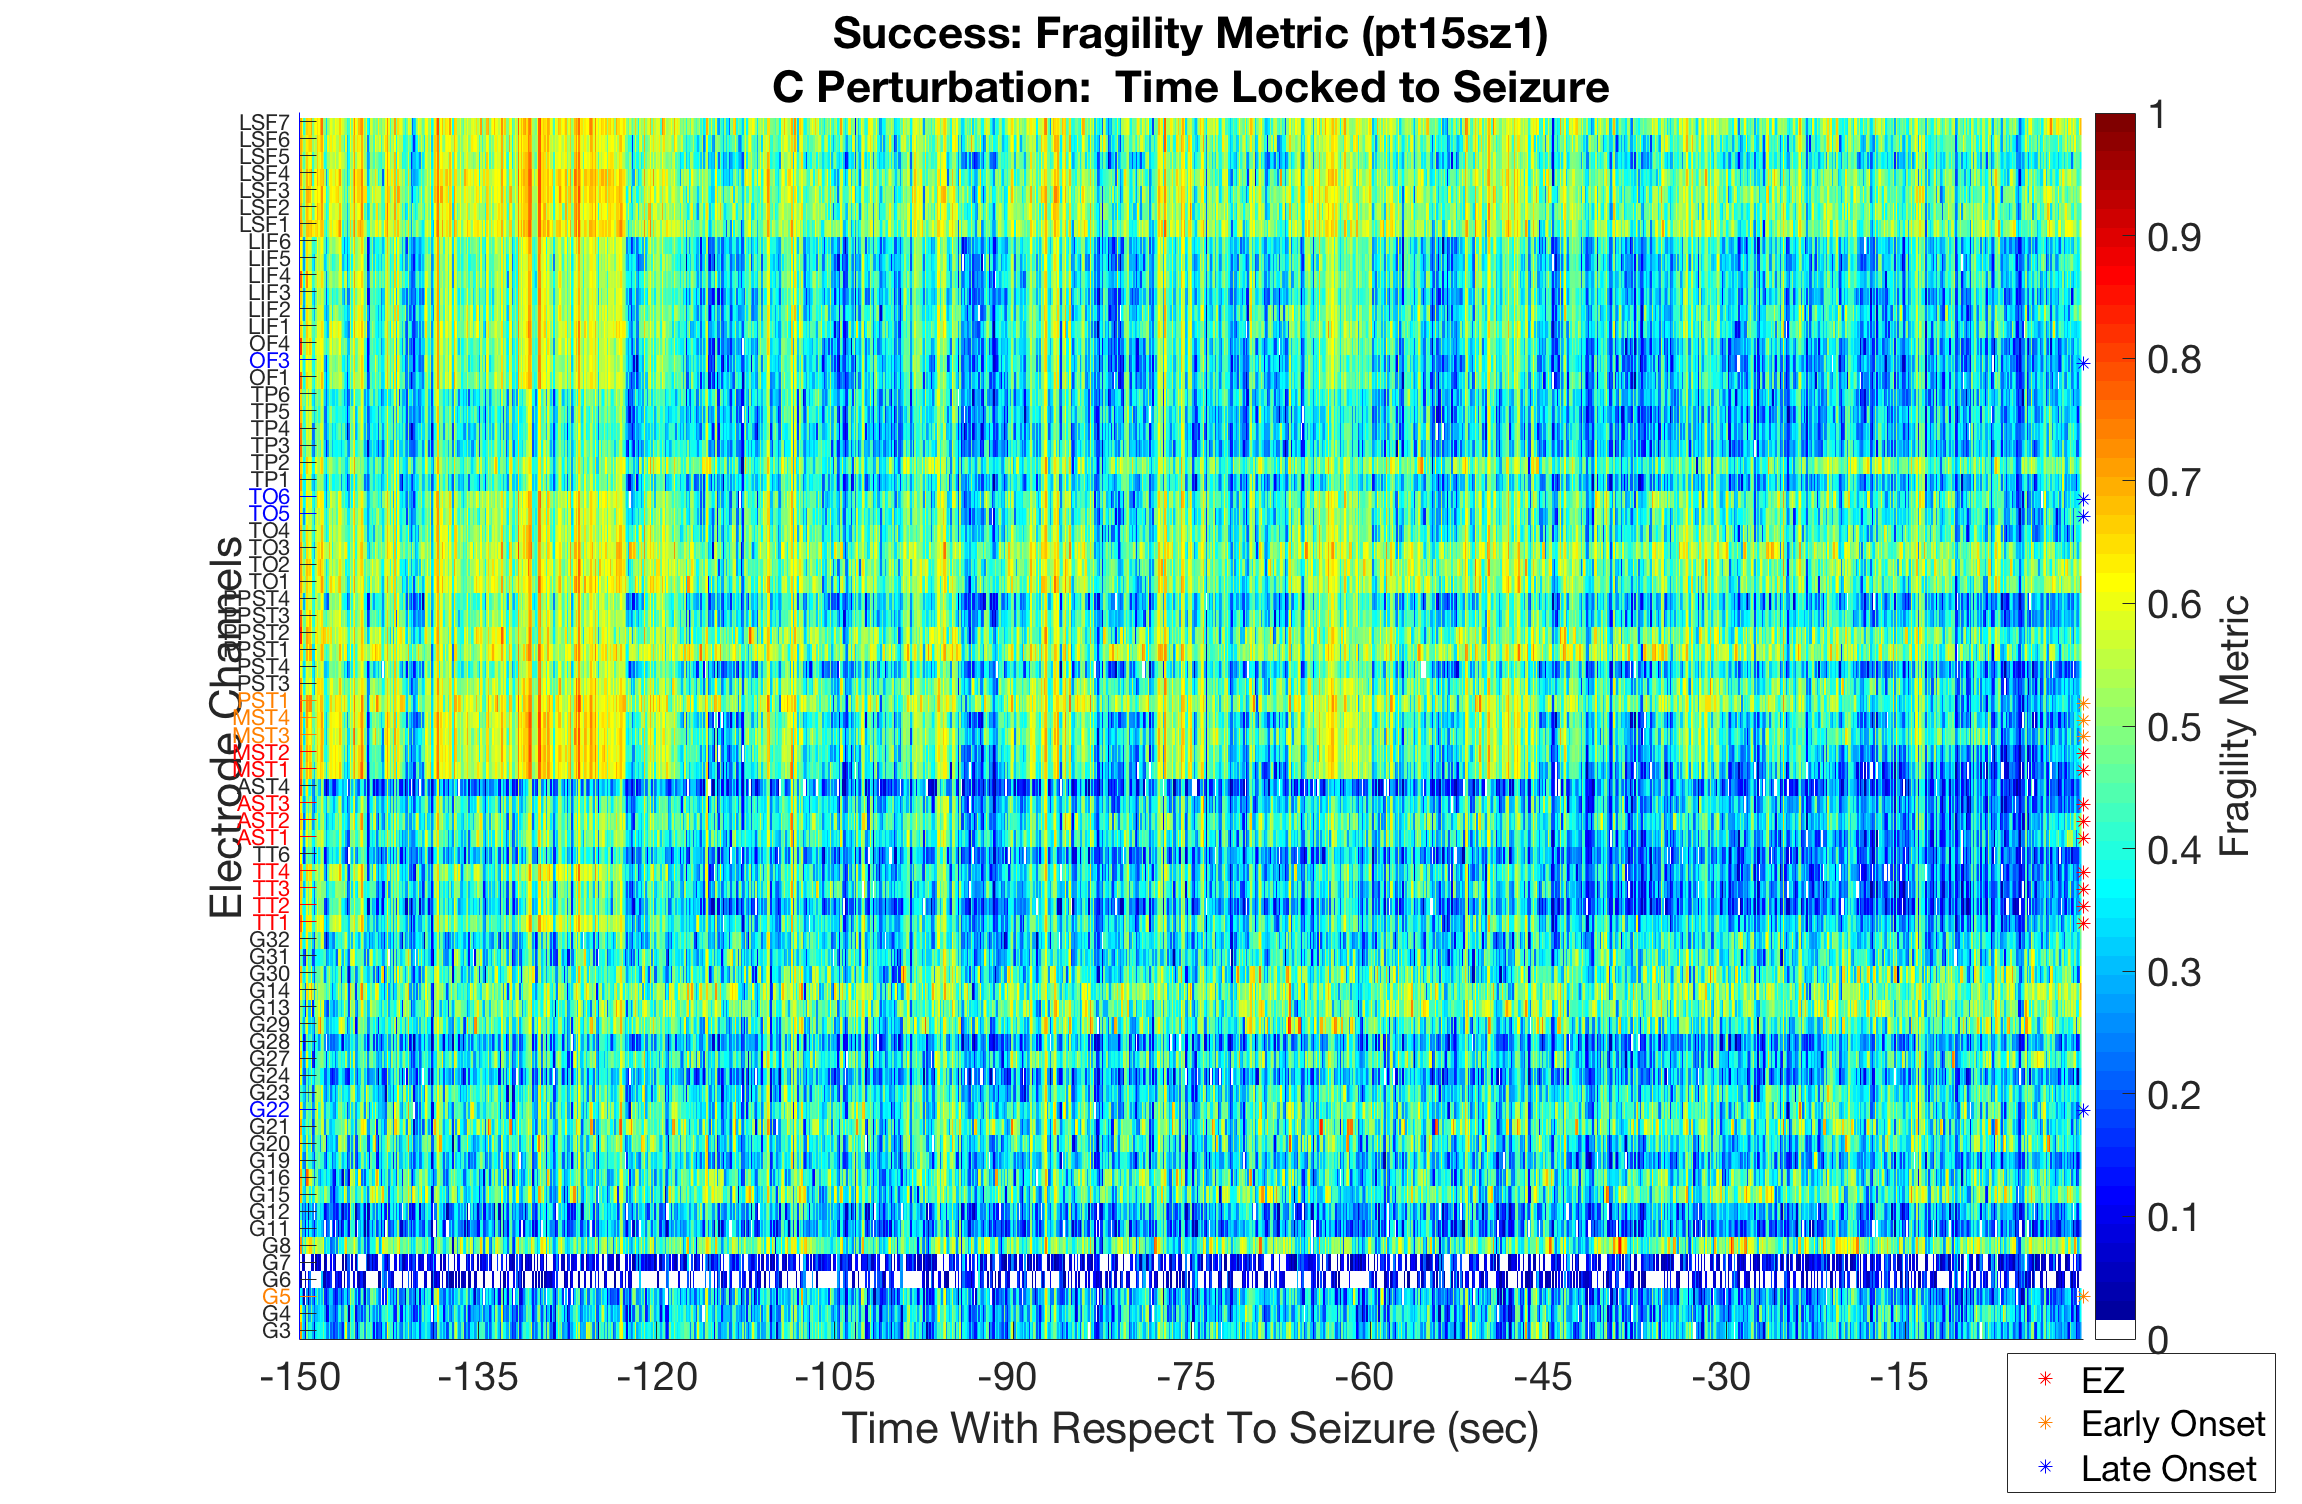 Success: Fragility Metric (pt15sz1)
C Perturbation:  Time Locked to Seizure
LSF7
LSF6
LSF5
LSF4
LSF3
LSF2
LSF1
LIF6
LIF5
LIF4
LIF3
LIF2
LIF1
OF4
OF3
OF1
TP6
TP5
TP4
TP3
TP2
TP1
TO6
TO5
TO4
TO3
TO2
TO1
PPST4
PPST3
PPST2
PPST1
PST4
PST3
PST1
MST4
MST3
MST2
MST1
AST4
AST3
AST2
AST1
TT6
TT4
TT3
TT2
TT1
G32
G31
G30
G14
G13
G29
G28
G27
G24
G23
G22
G21
G20
G19
G16
G15
G12
G11
G8
G7
G6
G5
G4
G3
Electrode Channels
-150 -135 -120 -105 -90 -75 -60 -45 -30 -15
Time With Respect To Seizure (sec)
1
0.9
0.8
0.7
0.6
0.5
0.4
0.3
0.2
0.1
0
Fragility Metric
EZ
Early Onset
Late Onset